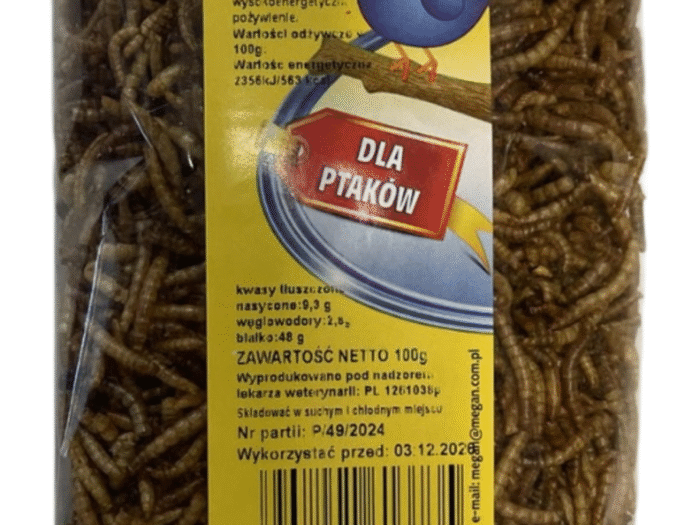 wysokoenergetyczne
pożywienie.
Wartości odżywcze w
100g:
Wartość energetyczna
2356kJ/563 kcal
DLA
PTAKÓW
kwasy tłuszczowe
nasycone:9,3 g
węglowodory:2,8g
białko:48 g
ZAWARTOŚĆ NETTO 100g
Wyprodukowano pod nadzorem
lekarza weterynarii: PL 1261038p
Składować w suchym i chłodnym miejscu
Nr partii: P/49/2024
Wykorzystać przed: 03.12.202
e-mail: megan@megan.com.pl